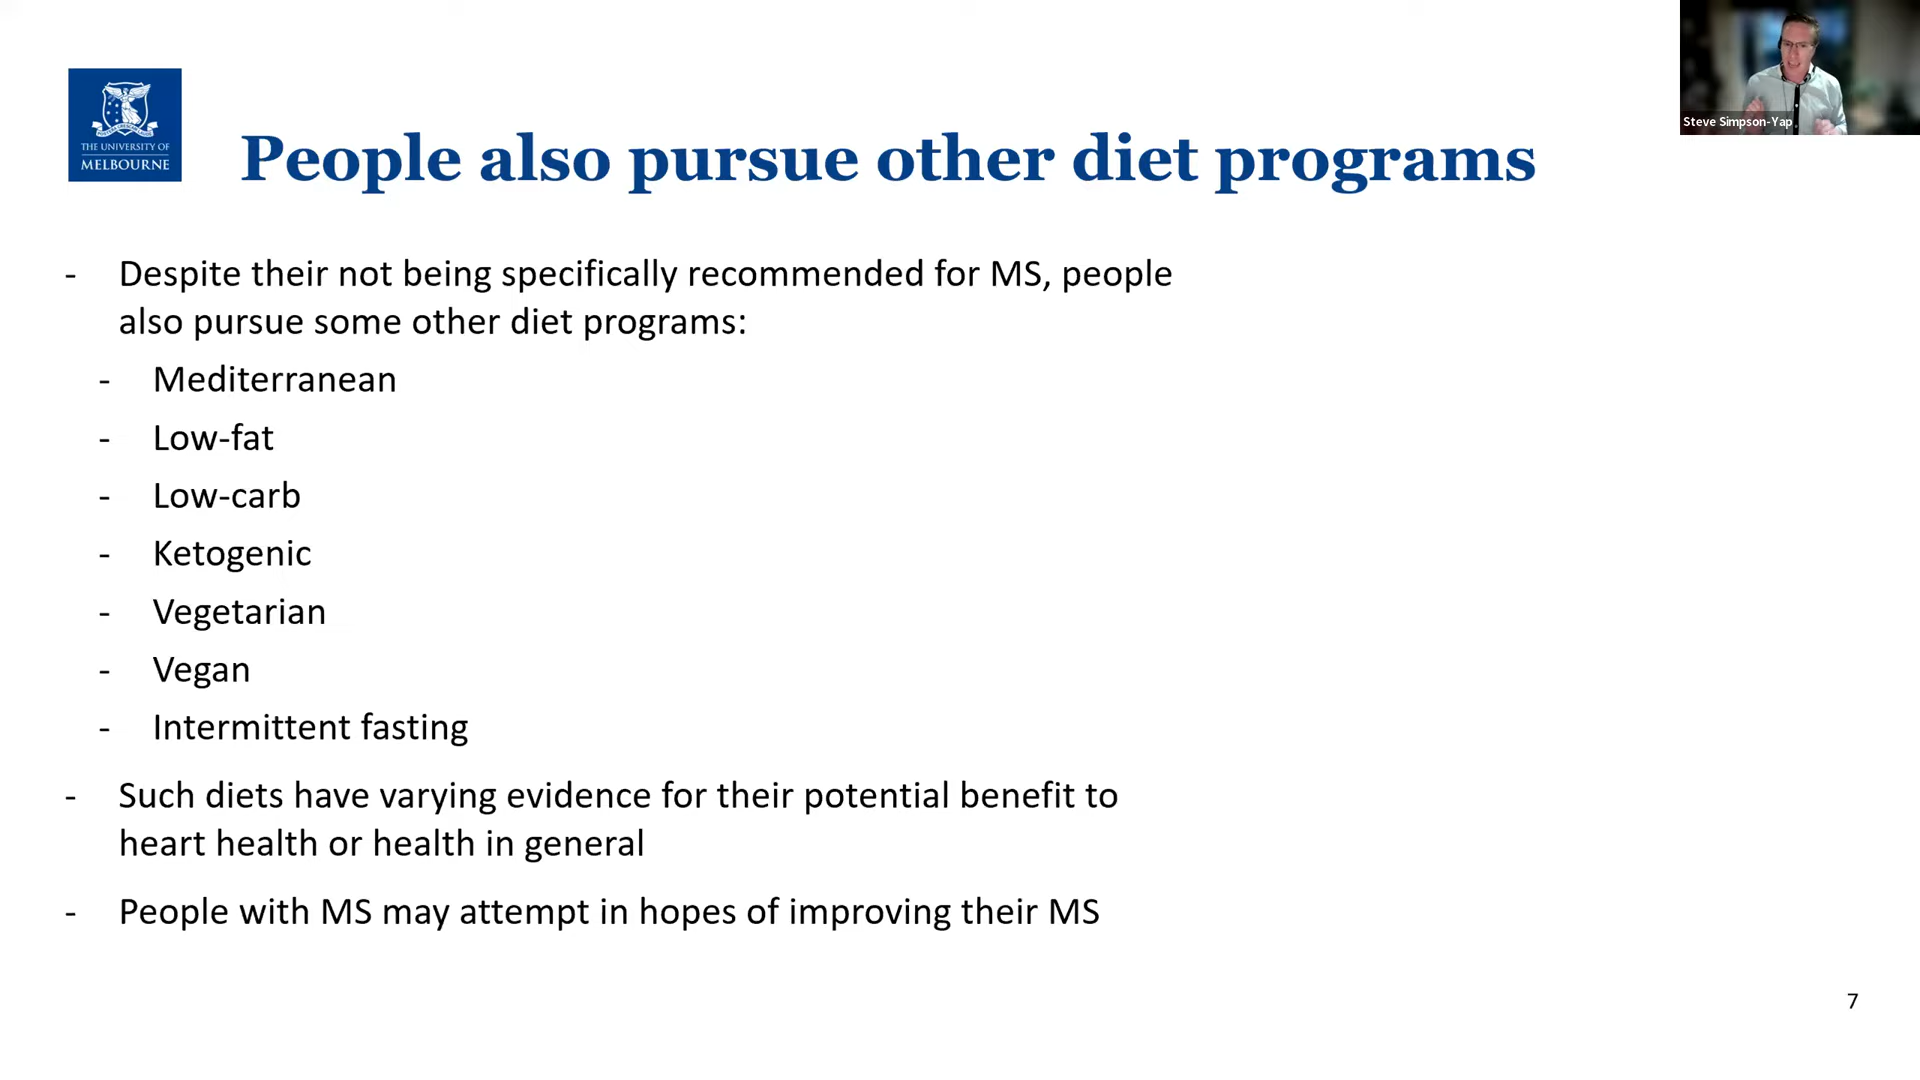 THE UNIVERSITY OF
MELBOURNE
People also pursue other diet programs
Steve Simpson-Yap
- Despite their not being specifically recommended for MS, people
also pursue some other diet programs:
- Mediterranean
- Low-fat
- Low-carb
- Ketogenic
- Vegetarian
- Vegan
- Intermittent fasting
- Such diets have varying evidence for their potential benefit to
heart health or health in general
- People with MS may attempt in hopes of improving their MS
7